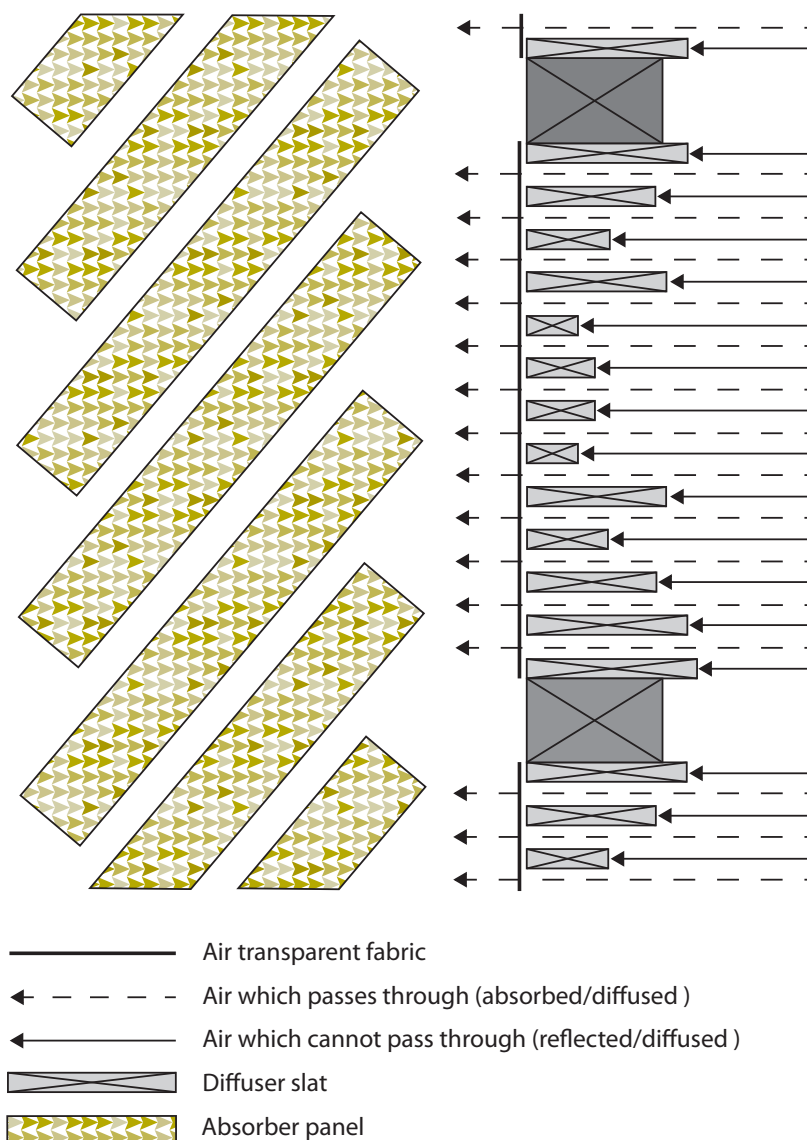 Air transparent fabric
Air which passes through (absorbed/diffused )
Air which cannot pass through (reflected/diffused )
Diffuser slat
Absorber panel